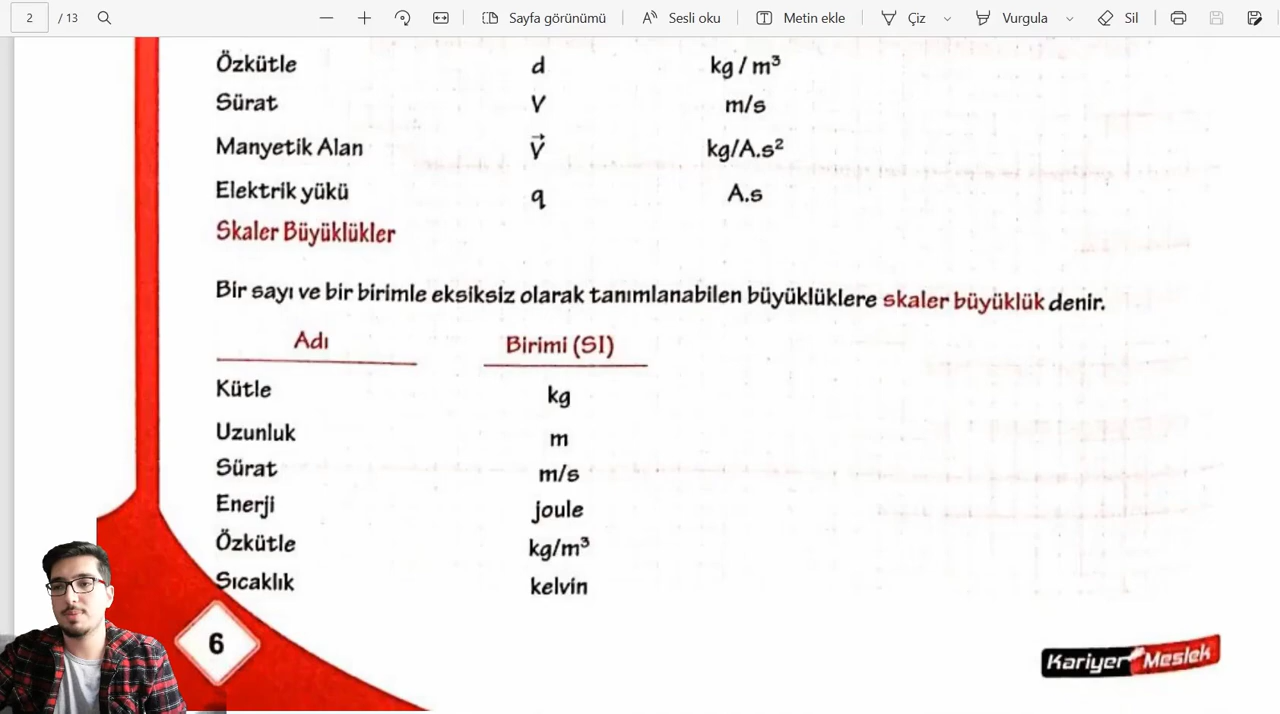 2 / 13 Sayfa görünümü Sesli oku Metin ekle Çiz Vurgula Sil
Özkütle d kg / m³
Sürat V m/s
Manyetik Alan V⃗ kg/A.s²
Elektrik yükü q A.s
Skaler Büyüklükler
Bir sayı ve bir birimle eksiksiz olarak tanımlanabilen büyüklüklere skaler büyüklük denir.
Adı Birimi (SI)
Kütle kg
Uzunluk m
Sürat m/s
Enerji joule
Özkütle kg/m³
Sıcaklık kelvin
6
Kariyer Meslek